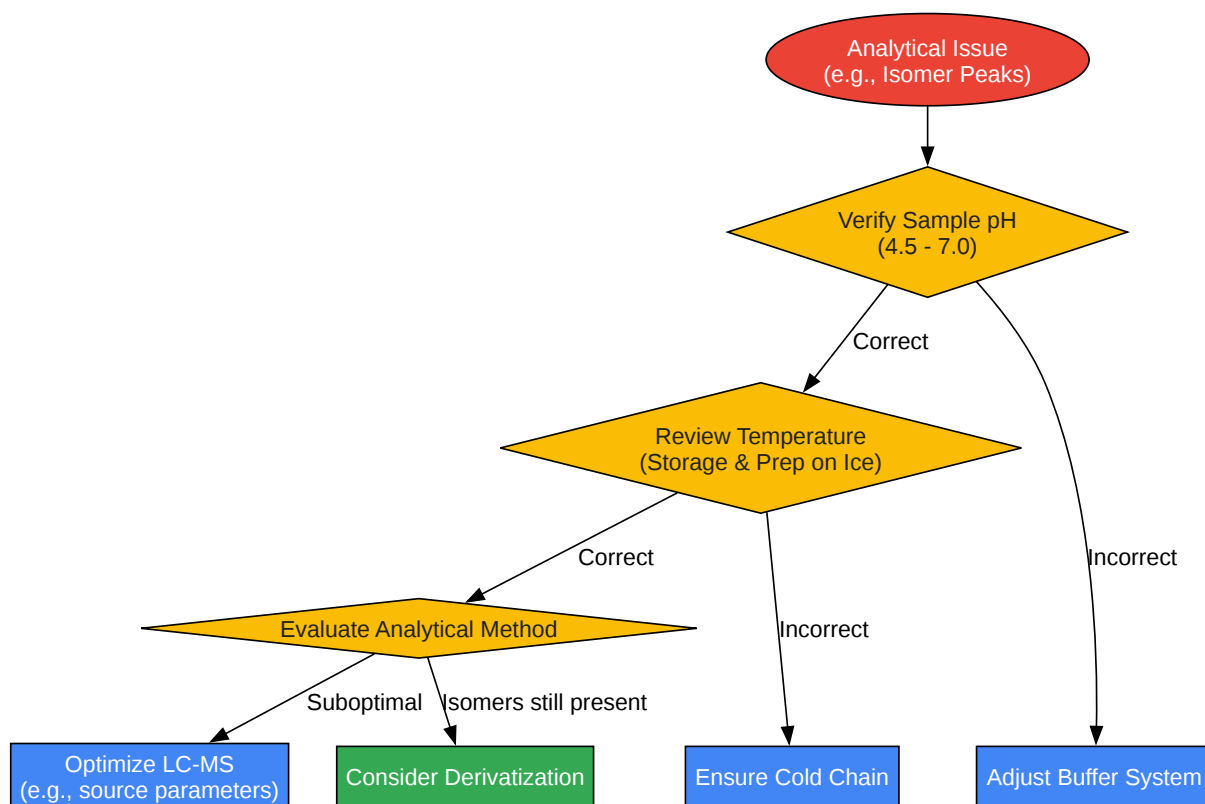 Analytical Issue
(e.g., Isomer Peaks)
Verify Sample pH
(4.5 - 7.0)
Correct
Review Temperature
(Storage & Prep on Ice)
Correct
Incorrect
Evaluate Analytical Method
Incorrect
Suboptimal
Isomers still present
Optimize LC-MS
(e.g., source parameters)
Consider Derivatization
Ensure Cold Chain
Adjust Buffer System